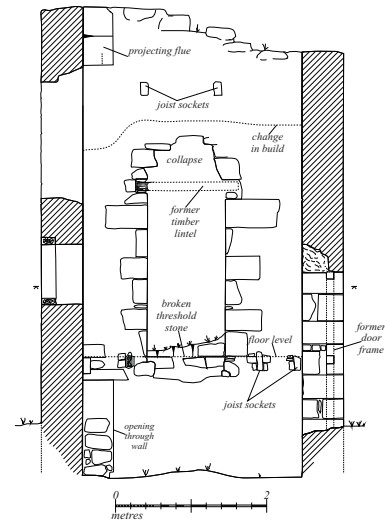 projecting flue
joist sockets
change
in build
collapse
former
timber
lintel
broken
threshold
stone
floor level
former
door
frame
joist sockets
opening
through
wall
0
2
metres